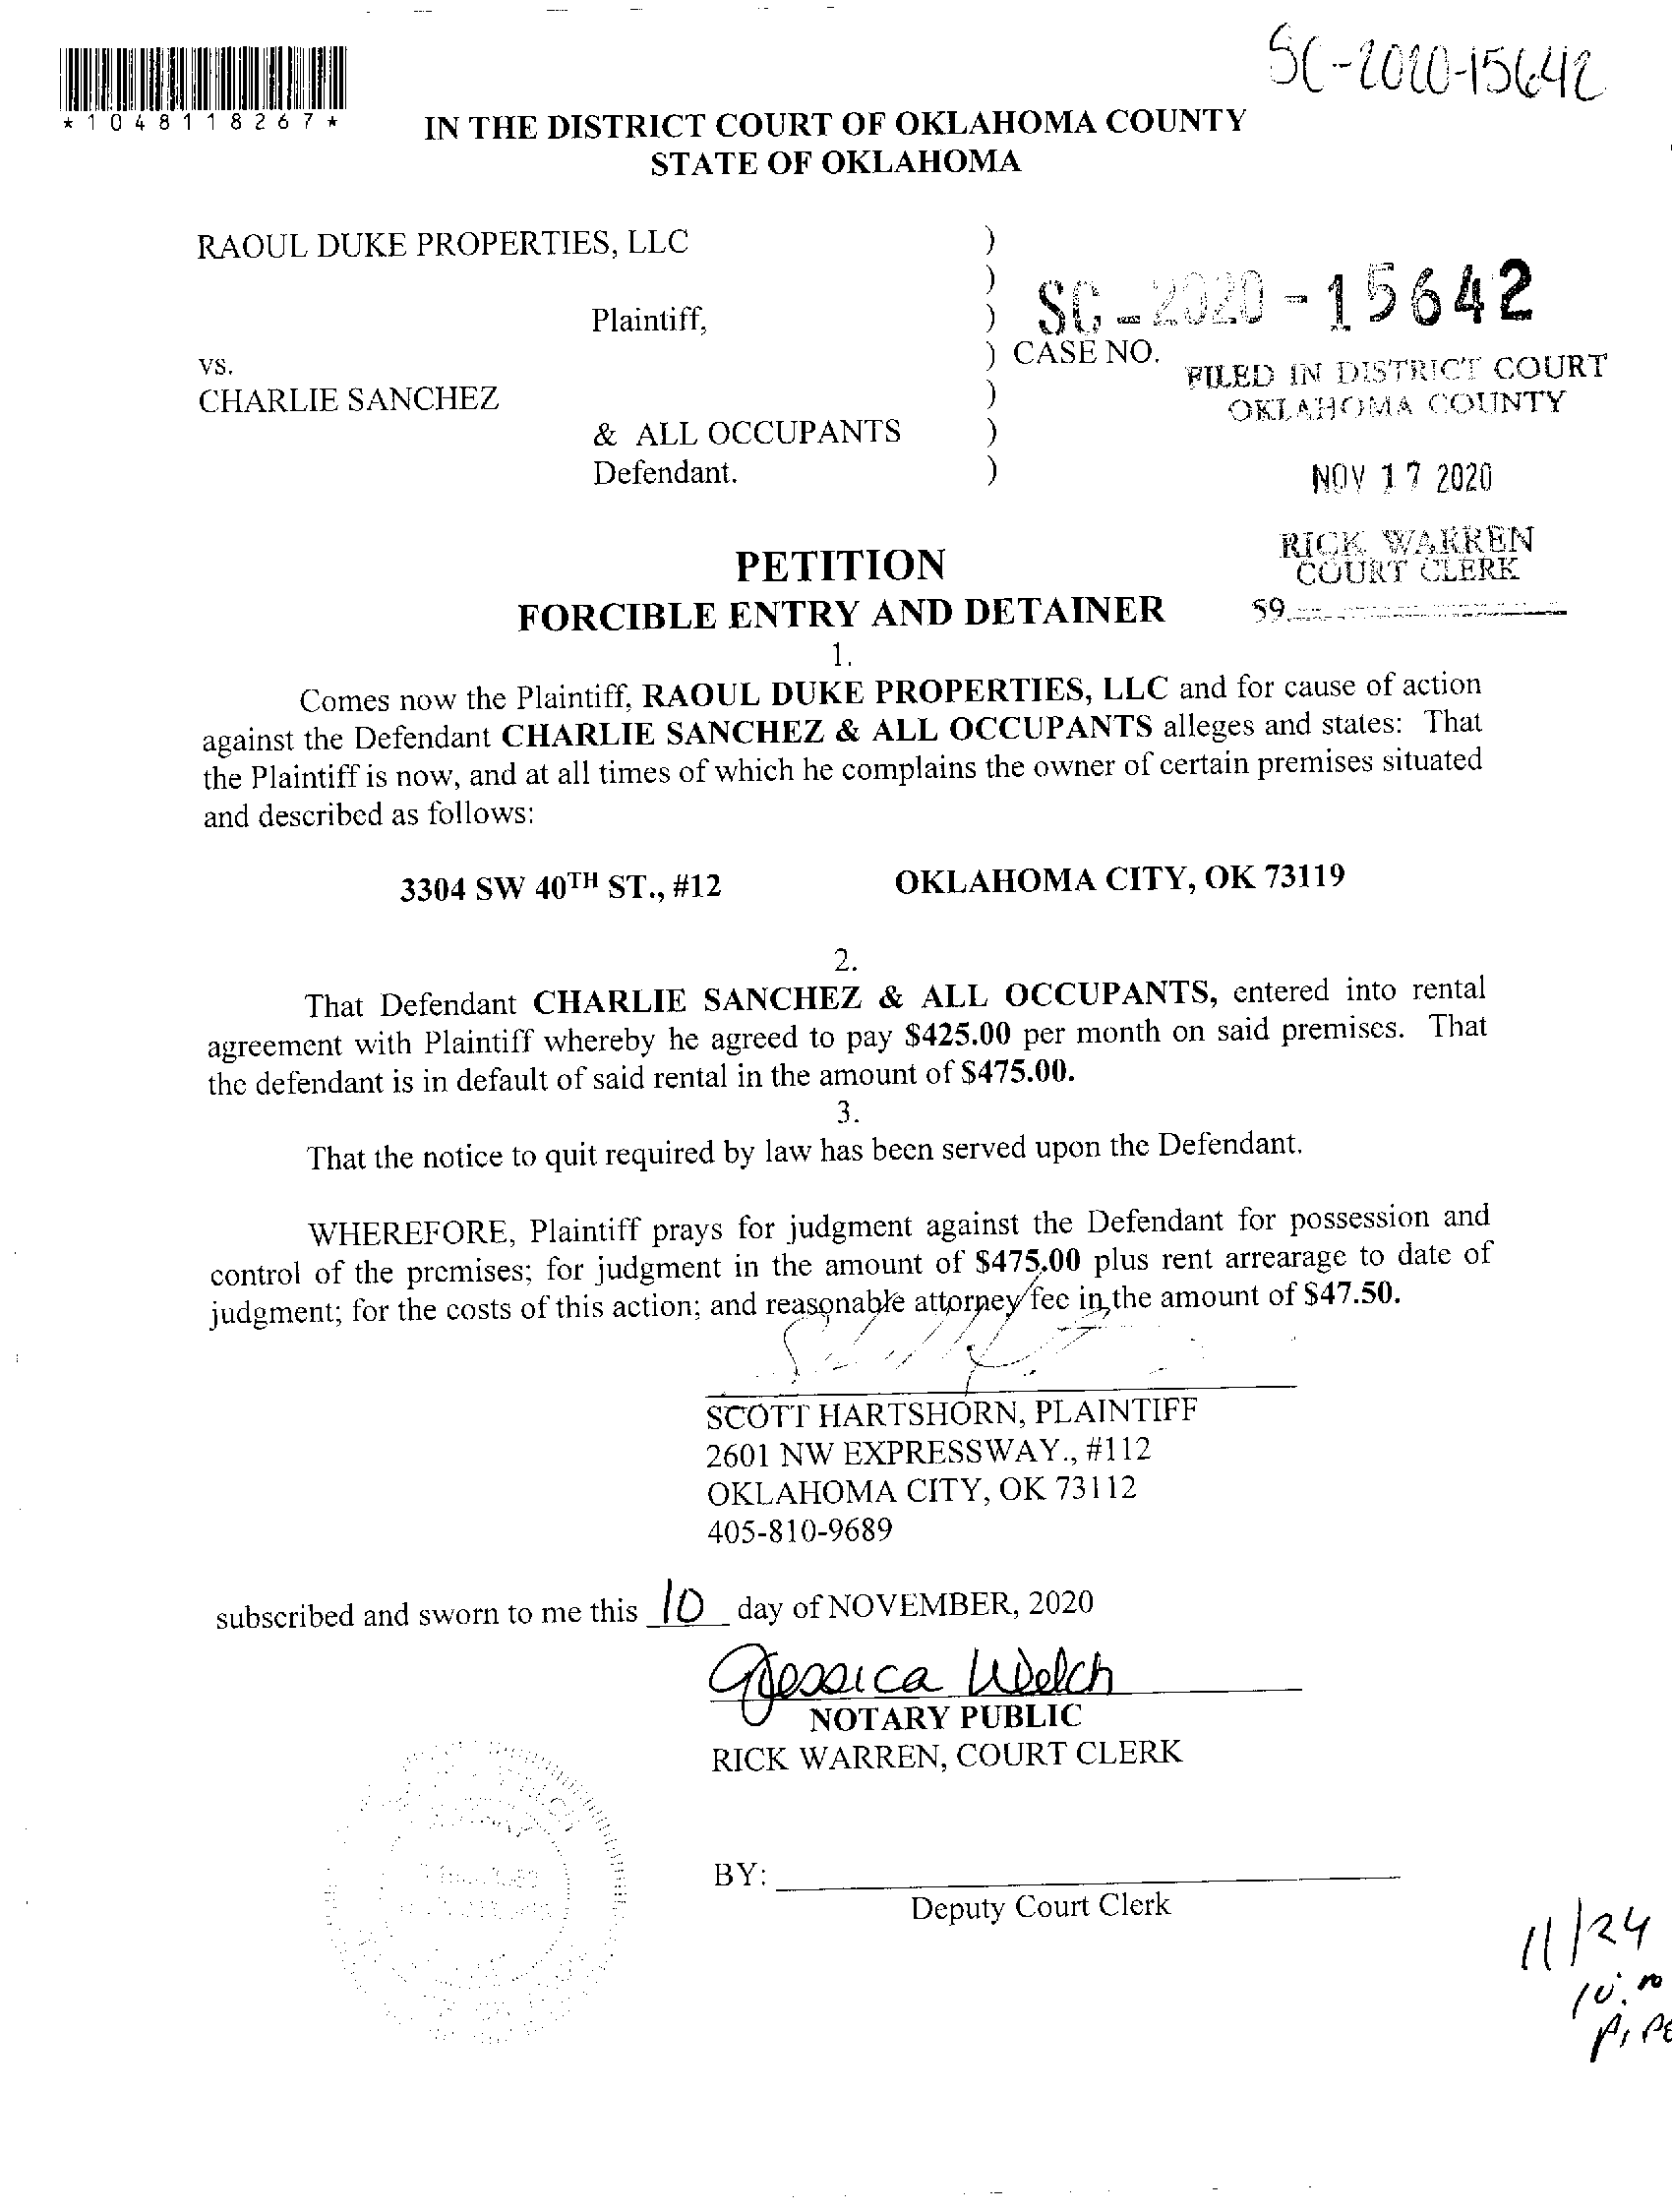 SC-2020-15642
*1048118267*
IN THE DISTRICT COURT OF OKLAHOMA COUNTY
STATE OF OKLAHOMA
RAOUL DUKE PROPERTIES, LLC )
)
Plaintiff, ) SC-2020-15642
vs. ) CASE NO.
FILED IN DISTRICT COURT
OKLAHOMA COUNTY
CHARLIE SANCHEZ )
& ALL OCCUPANTS )
Defendant. )
NOV 17 2020
RICK WARREN
COURT CLERK
59
PETITION
FORCIBLE ENTRY AND DETAINER
1.
Comes now the Plaintiff, RAOUL DUKE PROPERTIES, LLC and for cause of action
against the Defendant CHARLIE SANCHEZ & ALL OCCUPANTS alleges and states: That
the Plaintiff is now, and at all times of which he complains the owner of certain premises situated
and described as follows:
3304 SW 40TH ST., #12 OKLAHOMA CITY, OK 73119
2.
That Defendant CHARLIE SANCHEZ & ALL OCCUPANTS, entered into rental
agreement with Plaintiff whereby he agreed to pay $425.00 per month on said premises. That
the defendant is in default of said rental in the amount of $475.00.
3.
That the notice to quit required by law has been served upon the Defendant.
WHEREFORE, Plaintiff prays for judgment against the Defendant for possession and
control of the premises; for judgment in the amount of $475.00 plus rent arrearage to date of
judgment; for the costs of this action; and reasonable attorney fee in the amount of $47.50.
SCOTT HARTSHORN, PLAINTIFF
2601 NW EXPRESSWAY., #112
OKLAHOMA CITY, OK 73112
405-810-9689
subscribed and sworn to me this 10 day of NOVEMBER, 2020
Jessica Welch
NOTARY PUBLIC
RICK WARREN, COURT CLERK
BY:
Deputy Court Clerk
11/24